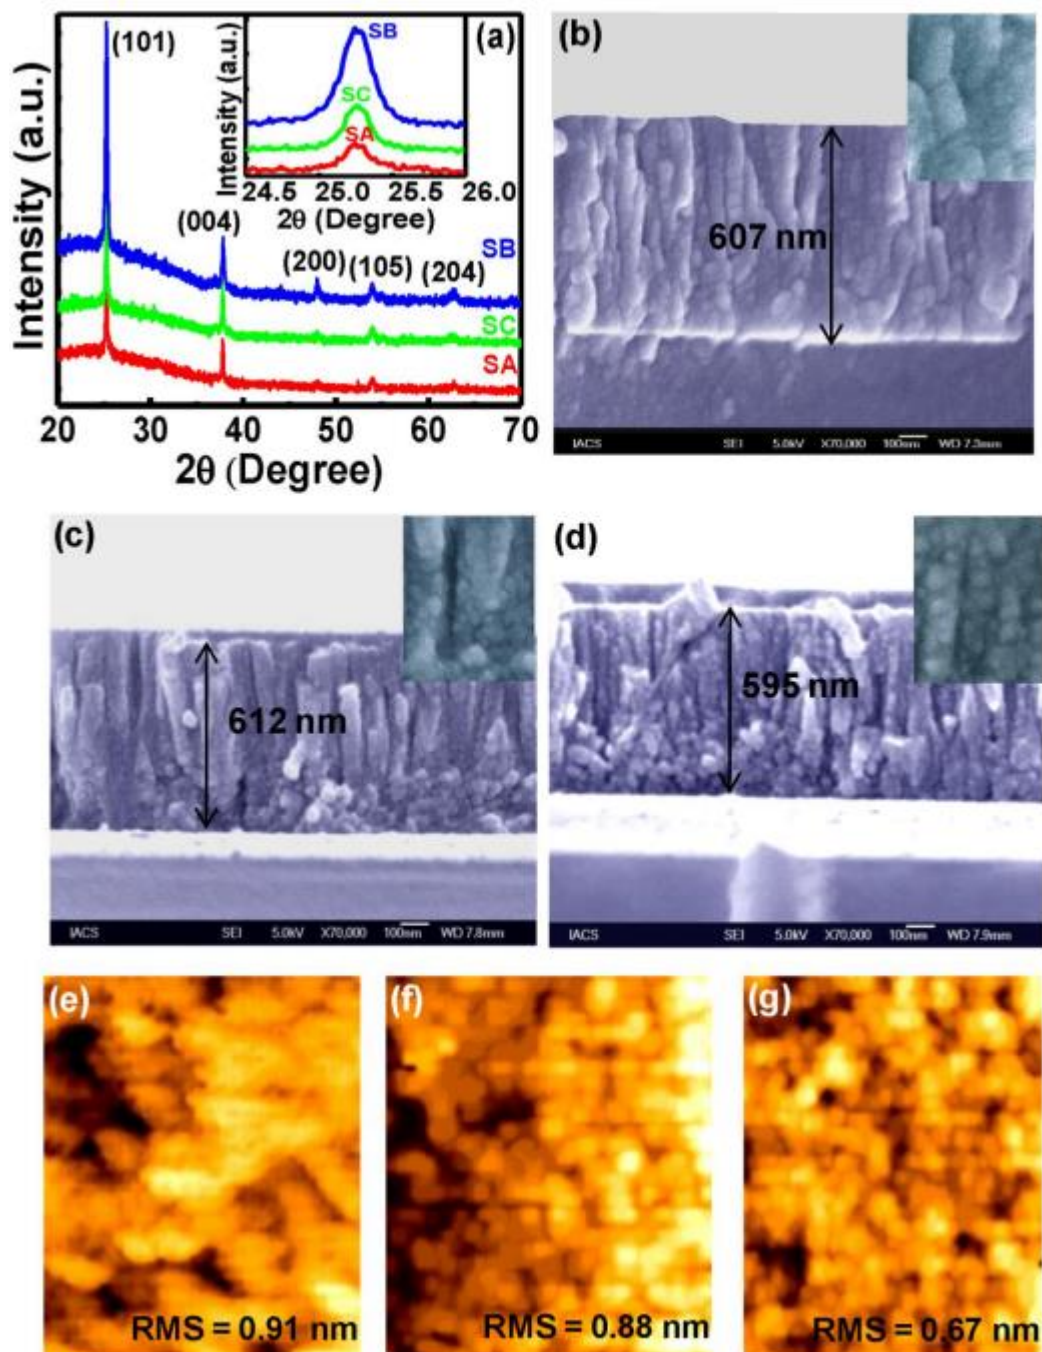 (a)
(101)
(004)
(200)
(105)
(204)
SB
SC
SA
Intensity (a.u.)
20 30 40 50 60 70
2θ (Degree)
SB
SC
SA
Intensity (a.u.)
24.5 25.0 25.5 26.0
2θ (Degree)
(b)
607 nm
IACS SEI 5.0kV X70,000 100nm WD 7.3mm
(c)
612 nm
IACS SEI 5.0kV X70,000 100nm WD 7.8mm
(d)
595 nm
IACS SEI 5.0kV X70,000 100nm WD 7.9mm
(e)
RMS = 0.91 nm
(f)
RMS = 0.88 nm
(g)
RMS = 0.67 nm